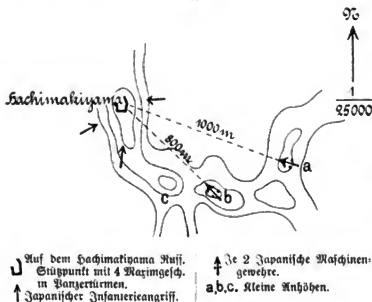 N
1
25000
Hachimakiyama
1000 m
800 m
a
b
c
Auf dem Hachimakiyama Russ.
Stützpunkt mit 4 Maximgesch.
in Panzertürmen.
Japanischer Infanterieangriff.
Je 2 Japanische Maschinen-
gewehre.
a,b,c. Kleine Anhöhen.